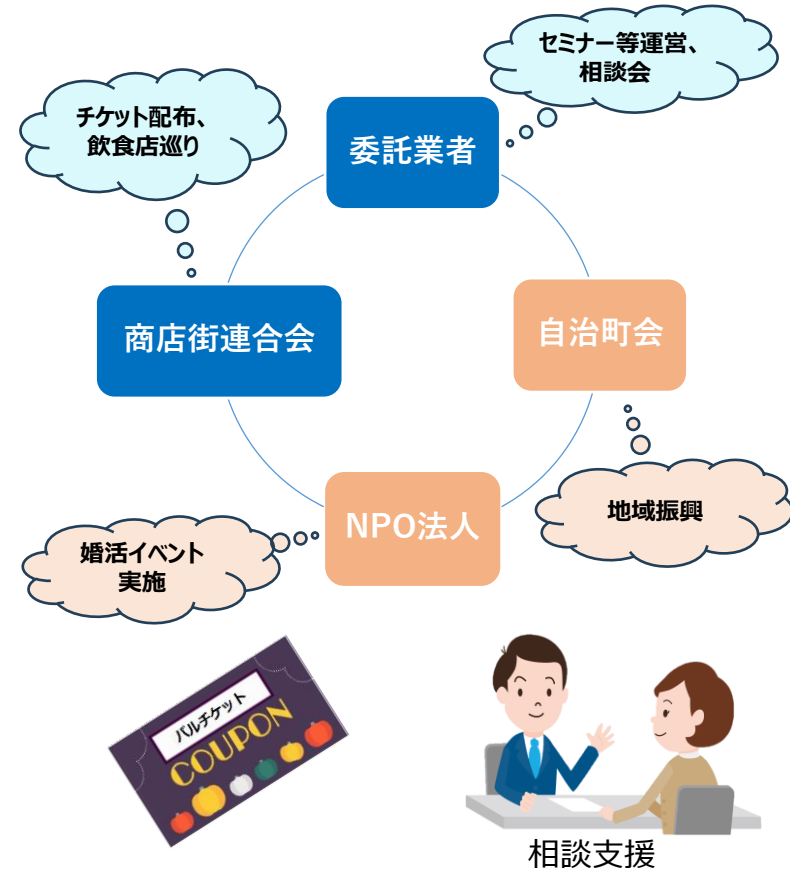 セミナー等運営、
相談会
チケット配布、
飲食店巡り
委託業者
商店街連合会
自治町会
NPO法人
地域振興
婚活イベント
実施
バルチケット
COUPON
相談支援